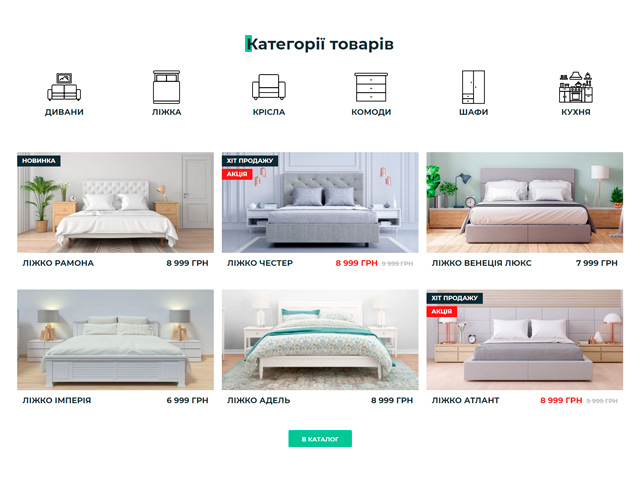 Категорії товарів
ДИВАНИ
ЛІЖКА
КРІСЛА
КОМОДИ
ШАФИ
КУХНЯ
НОВИНКА
ХІТ ПРОДАЖУ
АКЦІЯ
ЛІЖКО РАМОНА 8 999 ГРН
ЛІЖКО ЧЕСТЕР 8 999 ГРН 9 999 ГРН
ЛІЖКО ВЕНЕЦІЯ ЛЮКС 7 999 ГРН
ХІТ ПРОДАЖУ
АКЦІЯ
ЛІЖКО ІМПЕРІЯ 6 999 ГРН
ЛІЖКО АДЕЛЬ 8 999 ГРН
ЛІЖКО АТЛАНТ 8 999 ГРН 9 999 ГРН
В КАТАЛОГ